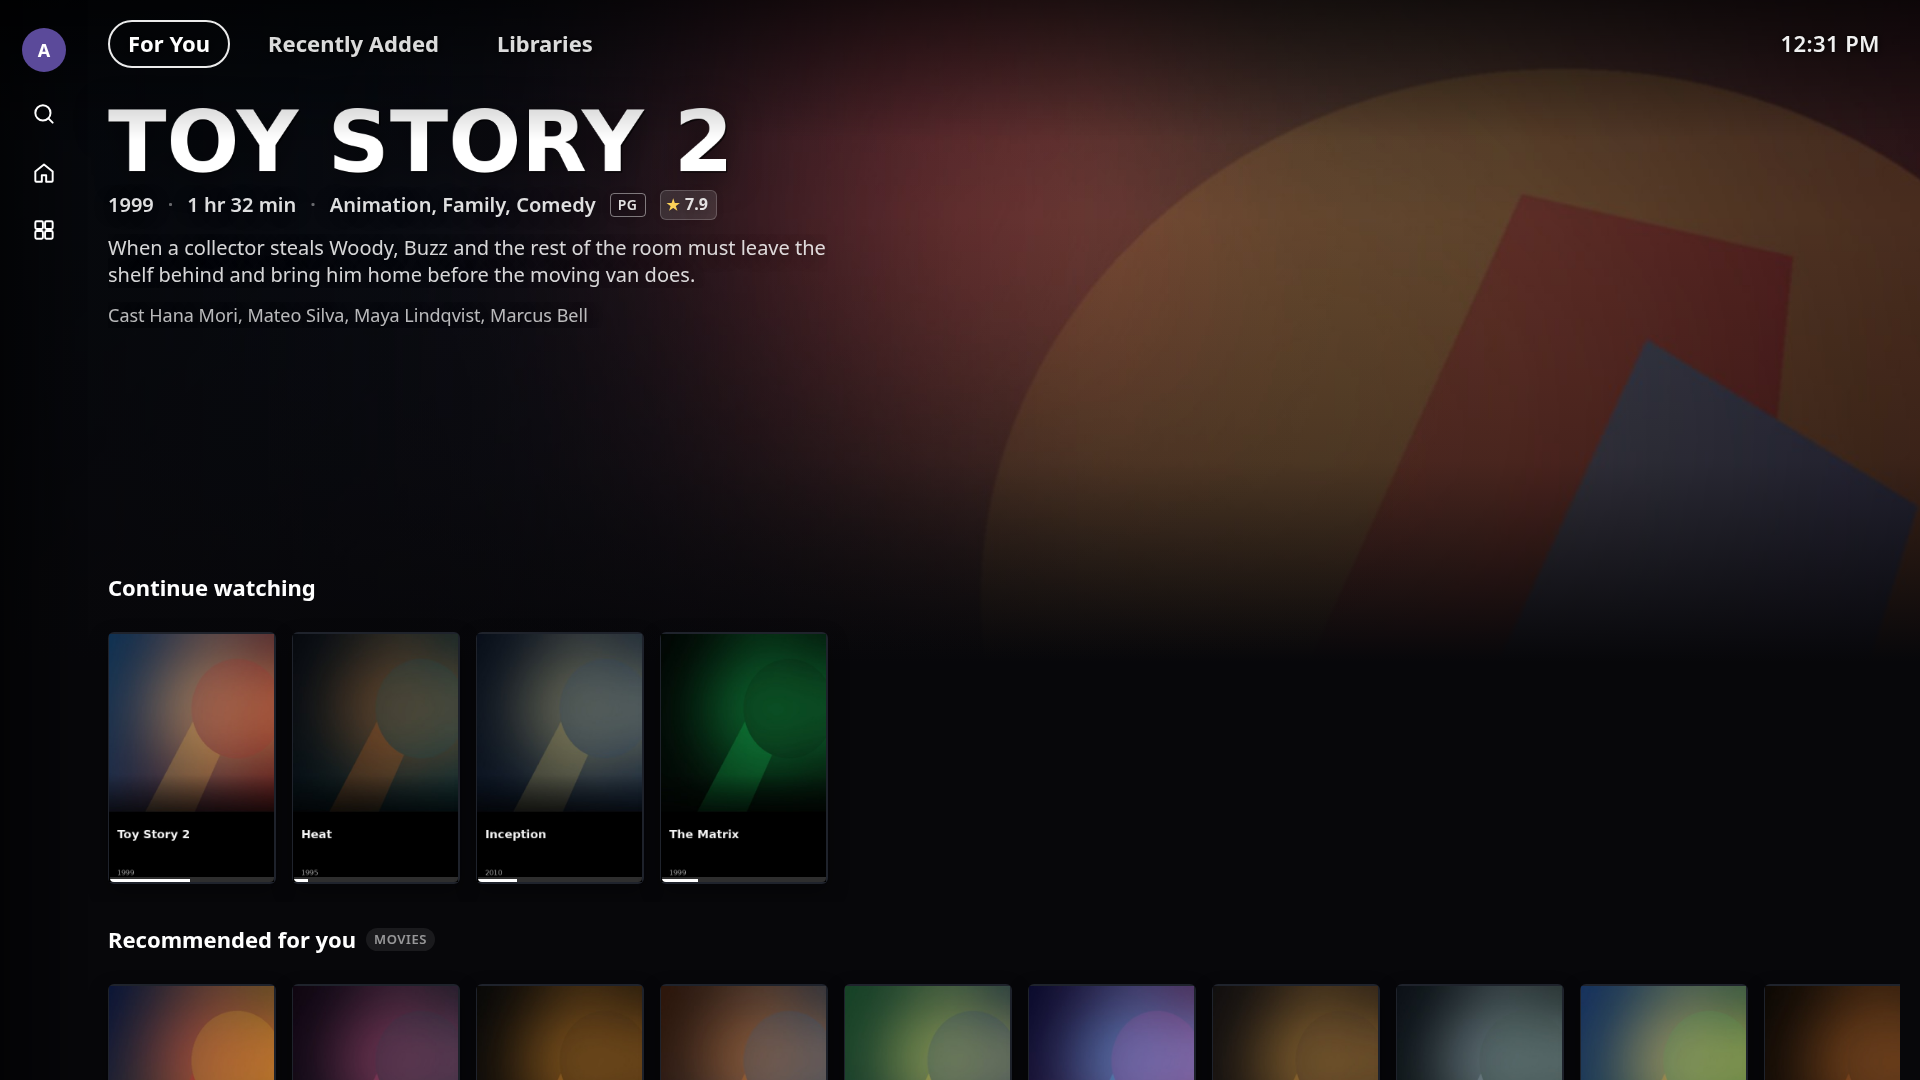 A
For You
Recently Added
Libraries
12:31 PM
TOY STORY 2
1999 · 1 hr 32 min · Animation, Family, Comedy PG ★ 7.9
When a collector steals Woody, Buzz and the rest of the room must leave the
shelf behind and bring him home before the moving van does.
Cast Hana Mori, Mateo Silva, Maya Lindqvist, Marcus Bell
Continue watching
Toy Story 2
1999
Heat
1995
Inception
2010
The Matrix
1999
Recommended for you MOVIES